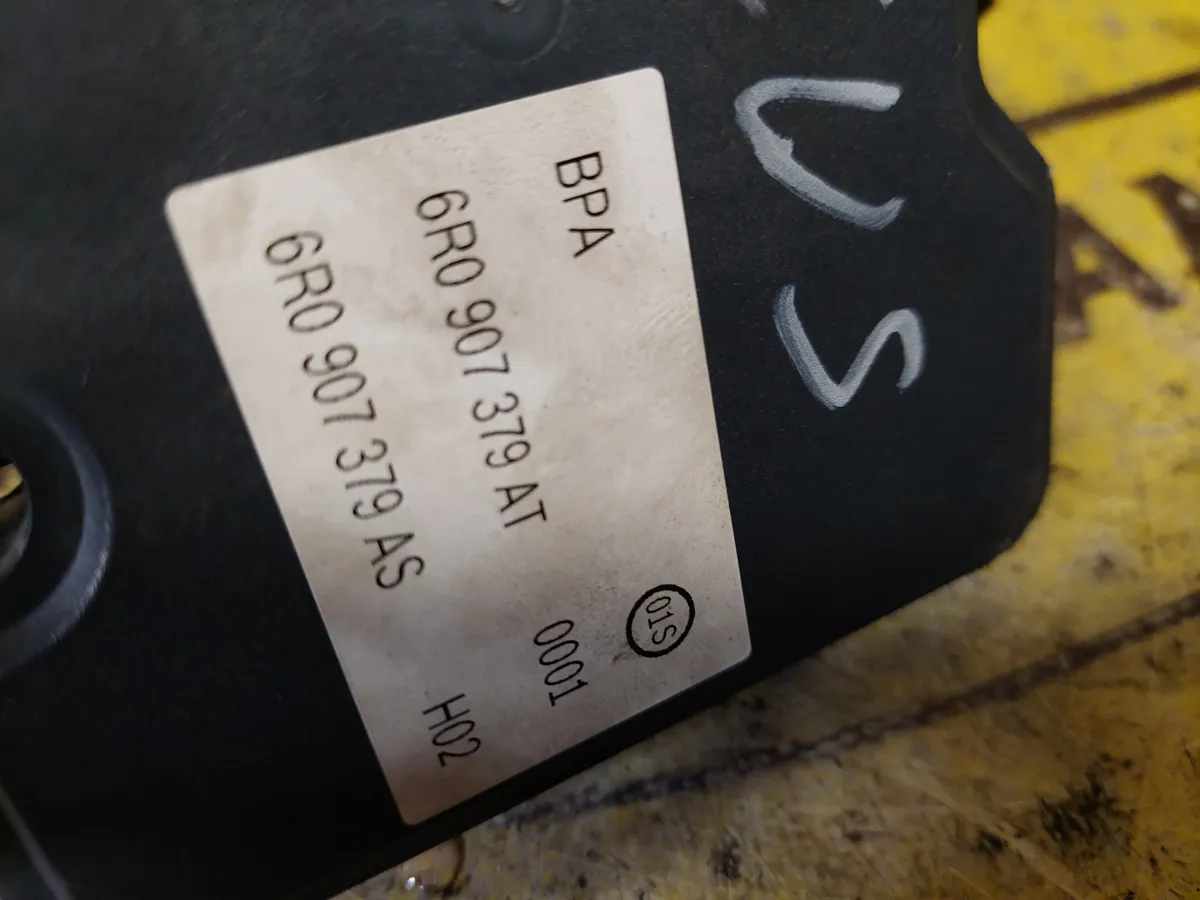 BPA
01S
6R0 907 379 AT 0001
6R0 907 379 AS H02